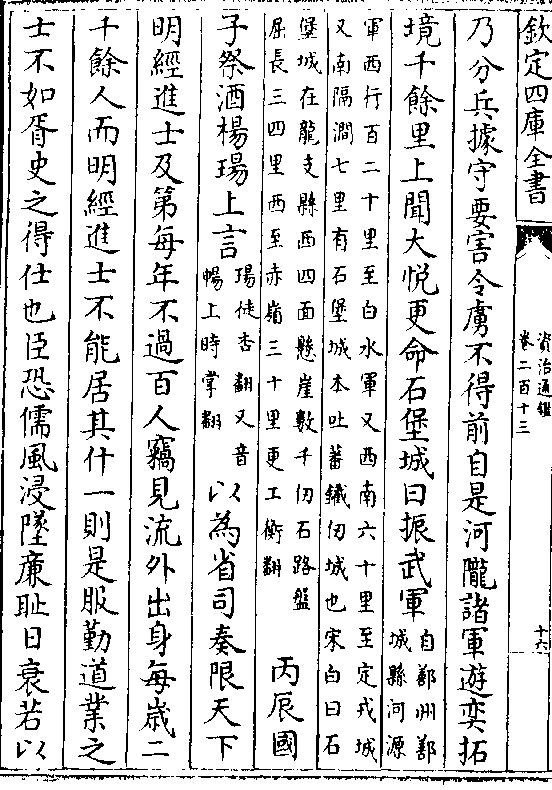 欽定四庫全書
資治通鑑
卷二百十三
十六
乃分兵據守要害令虜不得前自是河隴諸軍遊奕拓
境千餘里上聞大悅更命石堡城曰振武軍
自鄯州鄯
城縣河源
軍西行百二十里至白水軍又西南六十里至定戎城
又南隔澗七里有石堡城本吐蕃鐵仞城也宋白曰石
堡城在龍支縣西四面懸崖數千仞石路盤
屈長三四里西至赤嶺三十里更工衡翻
丙辰國
子祭酒楊瑒上言
瑒徒杏翻又音
暢上時掌翻
以為省司奏限天下
明經進士及第每年不過百人竊見流外出身每歲二
千餘人而明經進士不能居其什一則是服勤道業之
士不如胥史之得仕也臣恐儒風浸墜廉耻日衰若以